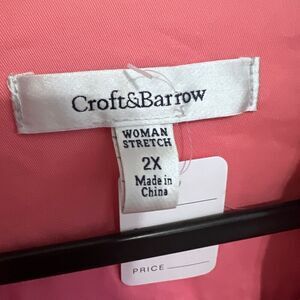 Croft&Barrow
WOMAN
STRETCH
2X
Made in
China
PRICE